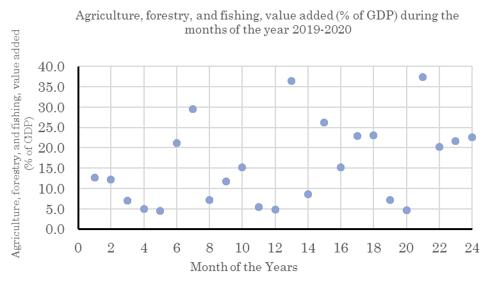 Agriculture, forestry, and fishing, value added (% of GDP) during the
months of the year 2019-2020
Agriculture, forestry, and fishing, value added
(% of GDP)
40.0
35.0
30.0
25.0
20.0
15.0
10.0
5.0
0.0
0 2 4 6 8 10 12 14 16 18 20 22 24
Month of the Years